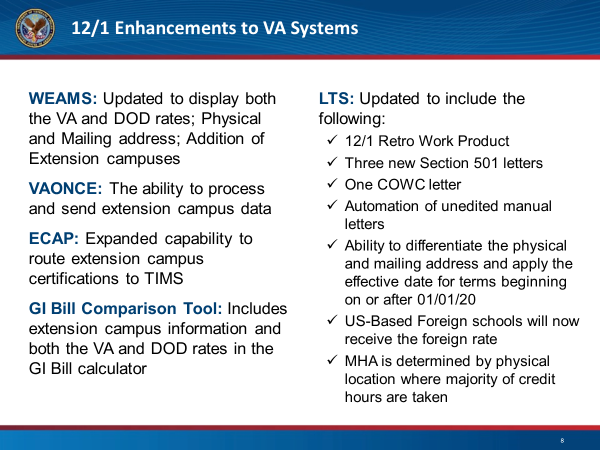 12/1 Enhancements to VA Systems
WEAMS: Updated to display both
the VA and DOD rates; Physical
and Mailing address; Addition of
Extension campuses
VAONCE: The ability to process
and send extension campus data
ECAP: Expanded capability to
route extension campus
certifications to TIMS
GI Bill Comparison Tool: Includes
extension campus information and
both the VA and DOD rates in the
GI Bill calculator
LTS: Updated to include the
following:
✓ 12/1 Retro Work Product
✓ Three new Section 501 letters
✓ One COWC letter
✓ Automation of unedited manual
letters
✓ Ability to differentiate the physical
and mailing address and apply the
effective date for terms beginning
on or after 01/01/20
✓ US-Based Foreign schools will now
receive the foreign rate
✓ MHA is determined by physical
location where majority of credit
hours are taken
8